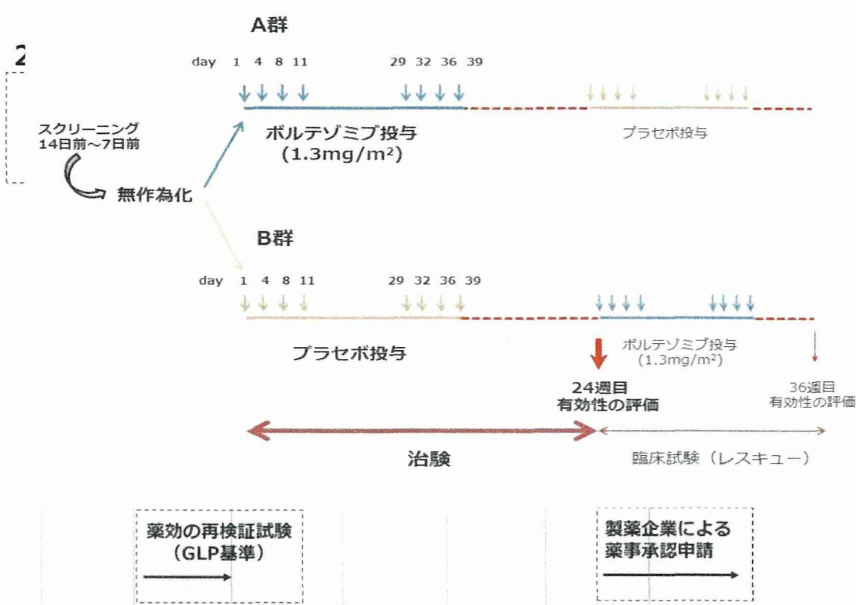 A群
2
day 1 4 8 11 29 32 36 39
スクリーニング
14日前～7日前
ボルテゾミブ投与
(1.3mg/m²)
プラセボ投与
無作為化
B群
day 1 4 8 11 29 32 36 39
プラセボ投与
ボルテゾミブ投与
(1.3mg/m²)
24週目
有効性の評価
36週目
有効性の評価
治験
臨床試験（レスキュー）
薬効の再検証試験
（GLP基準）
製薬企業による
薬事承認申請